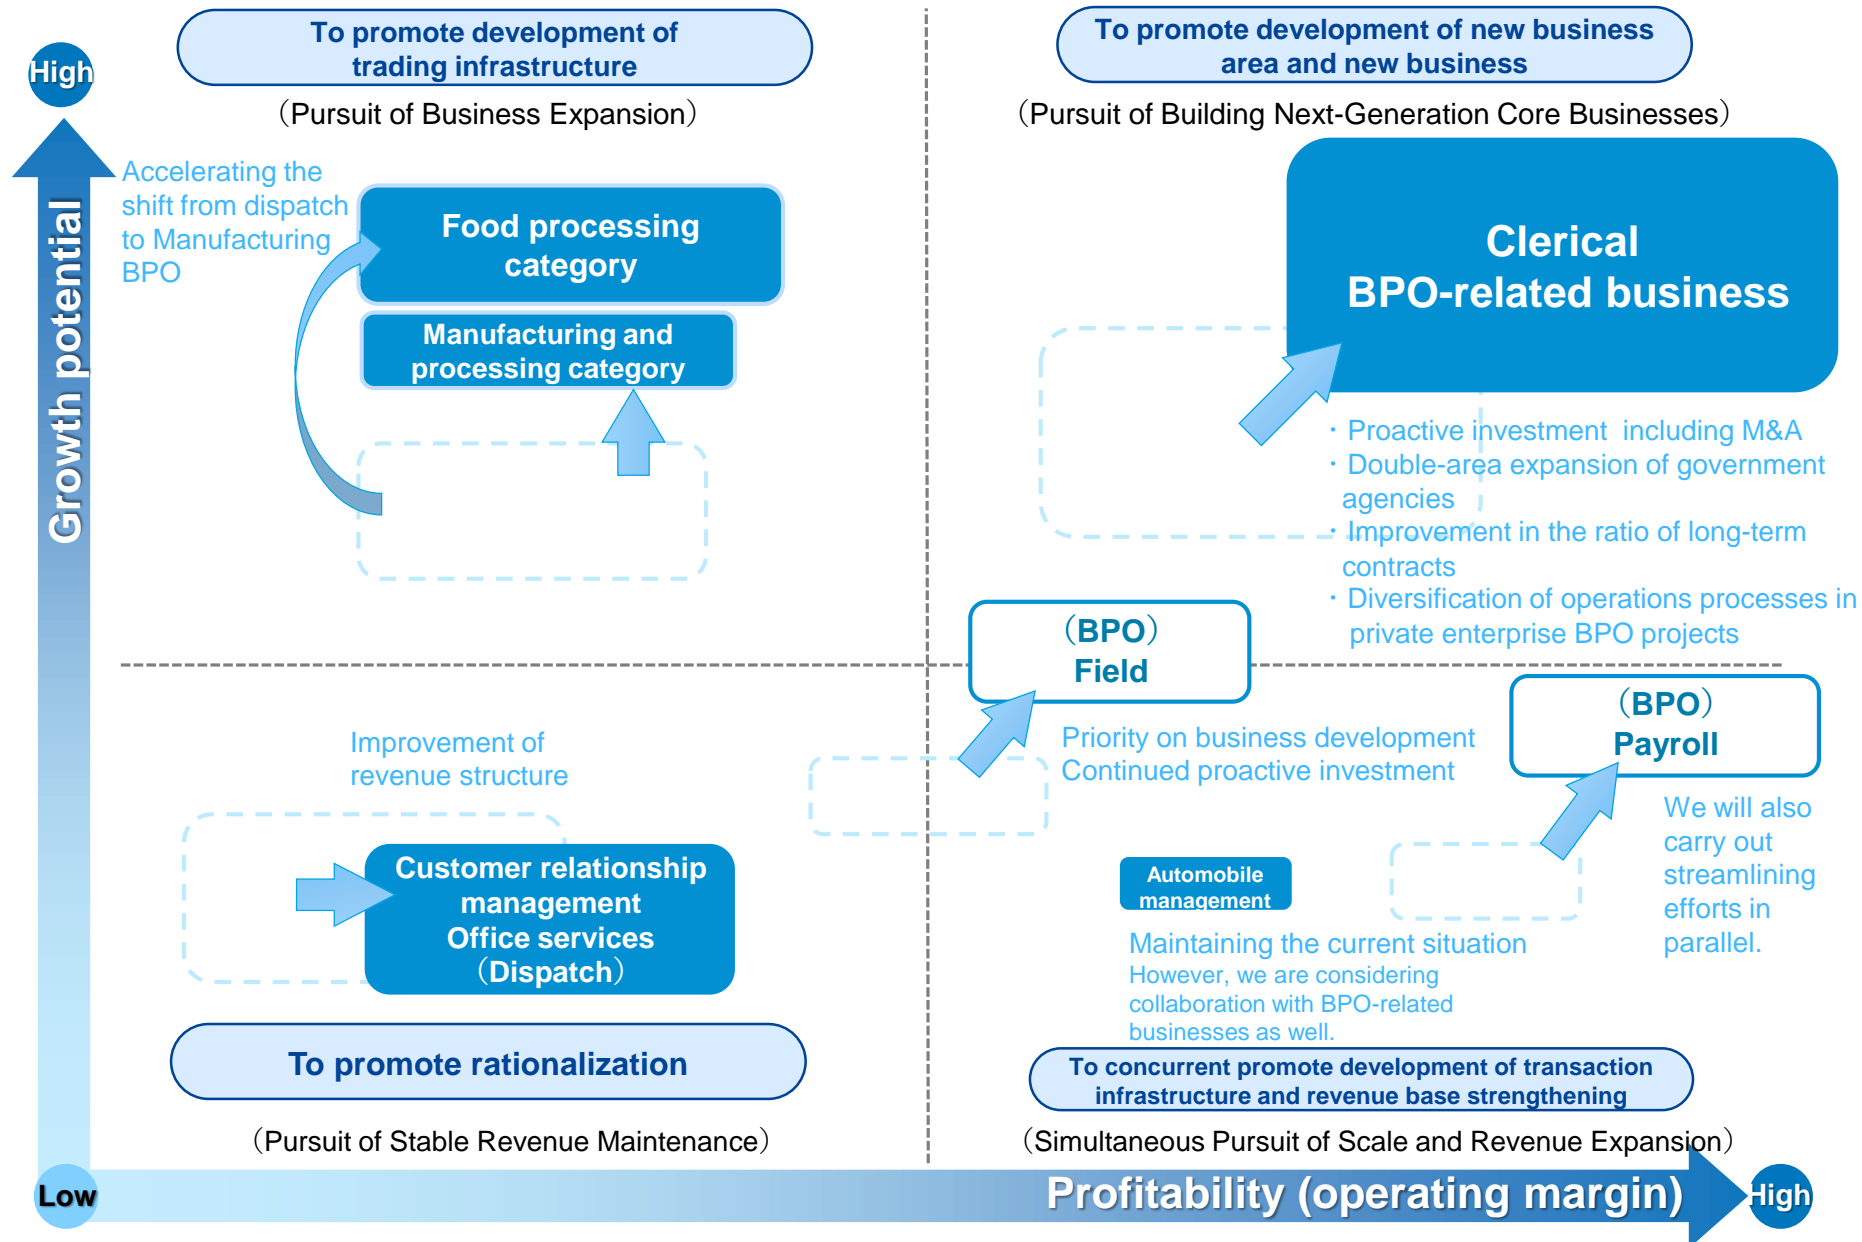 To promote development of
trading infrastructure
（Pursuit of Business Expansion）
To promote development of new business
area and new business
（Pursuit of Building Next-Generation Core Businesses）
High
Growth potential
Accelerating the
shift from dispatch
to Manufacturing
BPO
Food processing
category
Manufacturing and
processing category
Clerical
BPO-related business
・Proactive investment  including M&A
・Double-area expansion of government
agencies
・Improvement in the ratio of long-term
contracts
・Diversification of operations processes in
private enterprise BPO projects
（BPO）
Field
Priority on business development
Continued proactive investment
（BPO）
Payroll
We will also
carry out
streamlining
efforts in
parallel.
Improvement of
revenue structure
Customer relationship
management
Office services
（Dispatch）
Automobile
management
Maintaining the current situation
However, we are considering
collaboration with BPO-related
businesses as well.
To promote rationalization
（Pursuit of Stable Revenue Maintenance）
To concurrent promote development of transaction
infrastructure and revenue base strengthening
（Simultaneous Pursuit of Scale and Revenue Expansion）
Low
Profitability (operating margin)
High